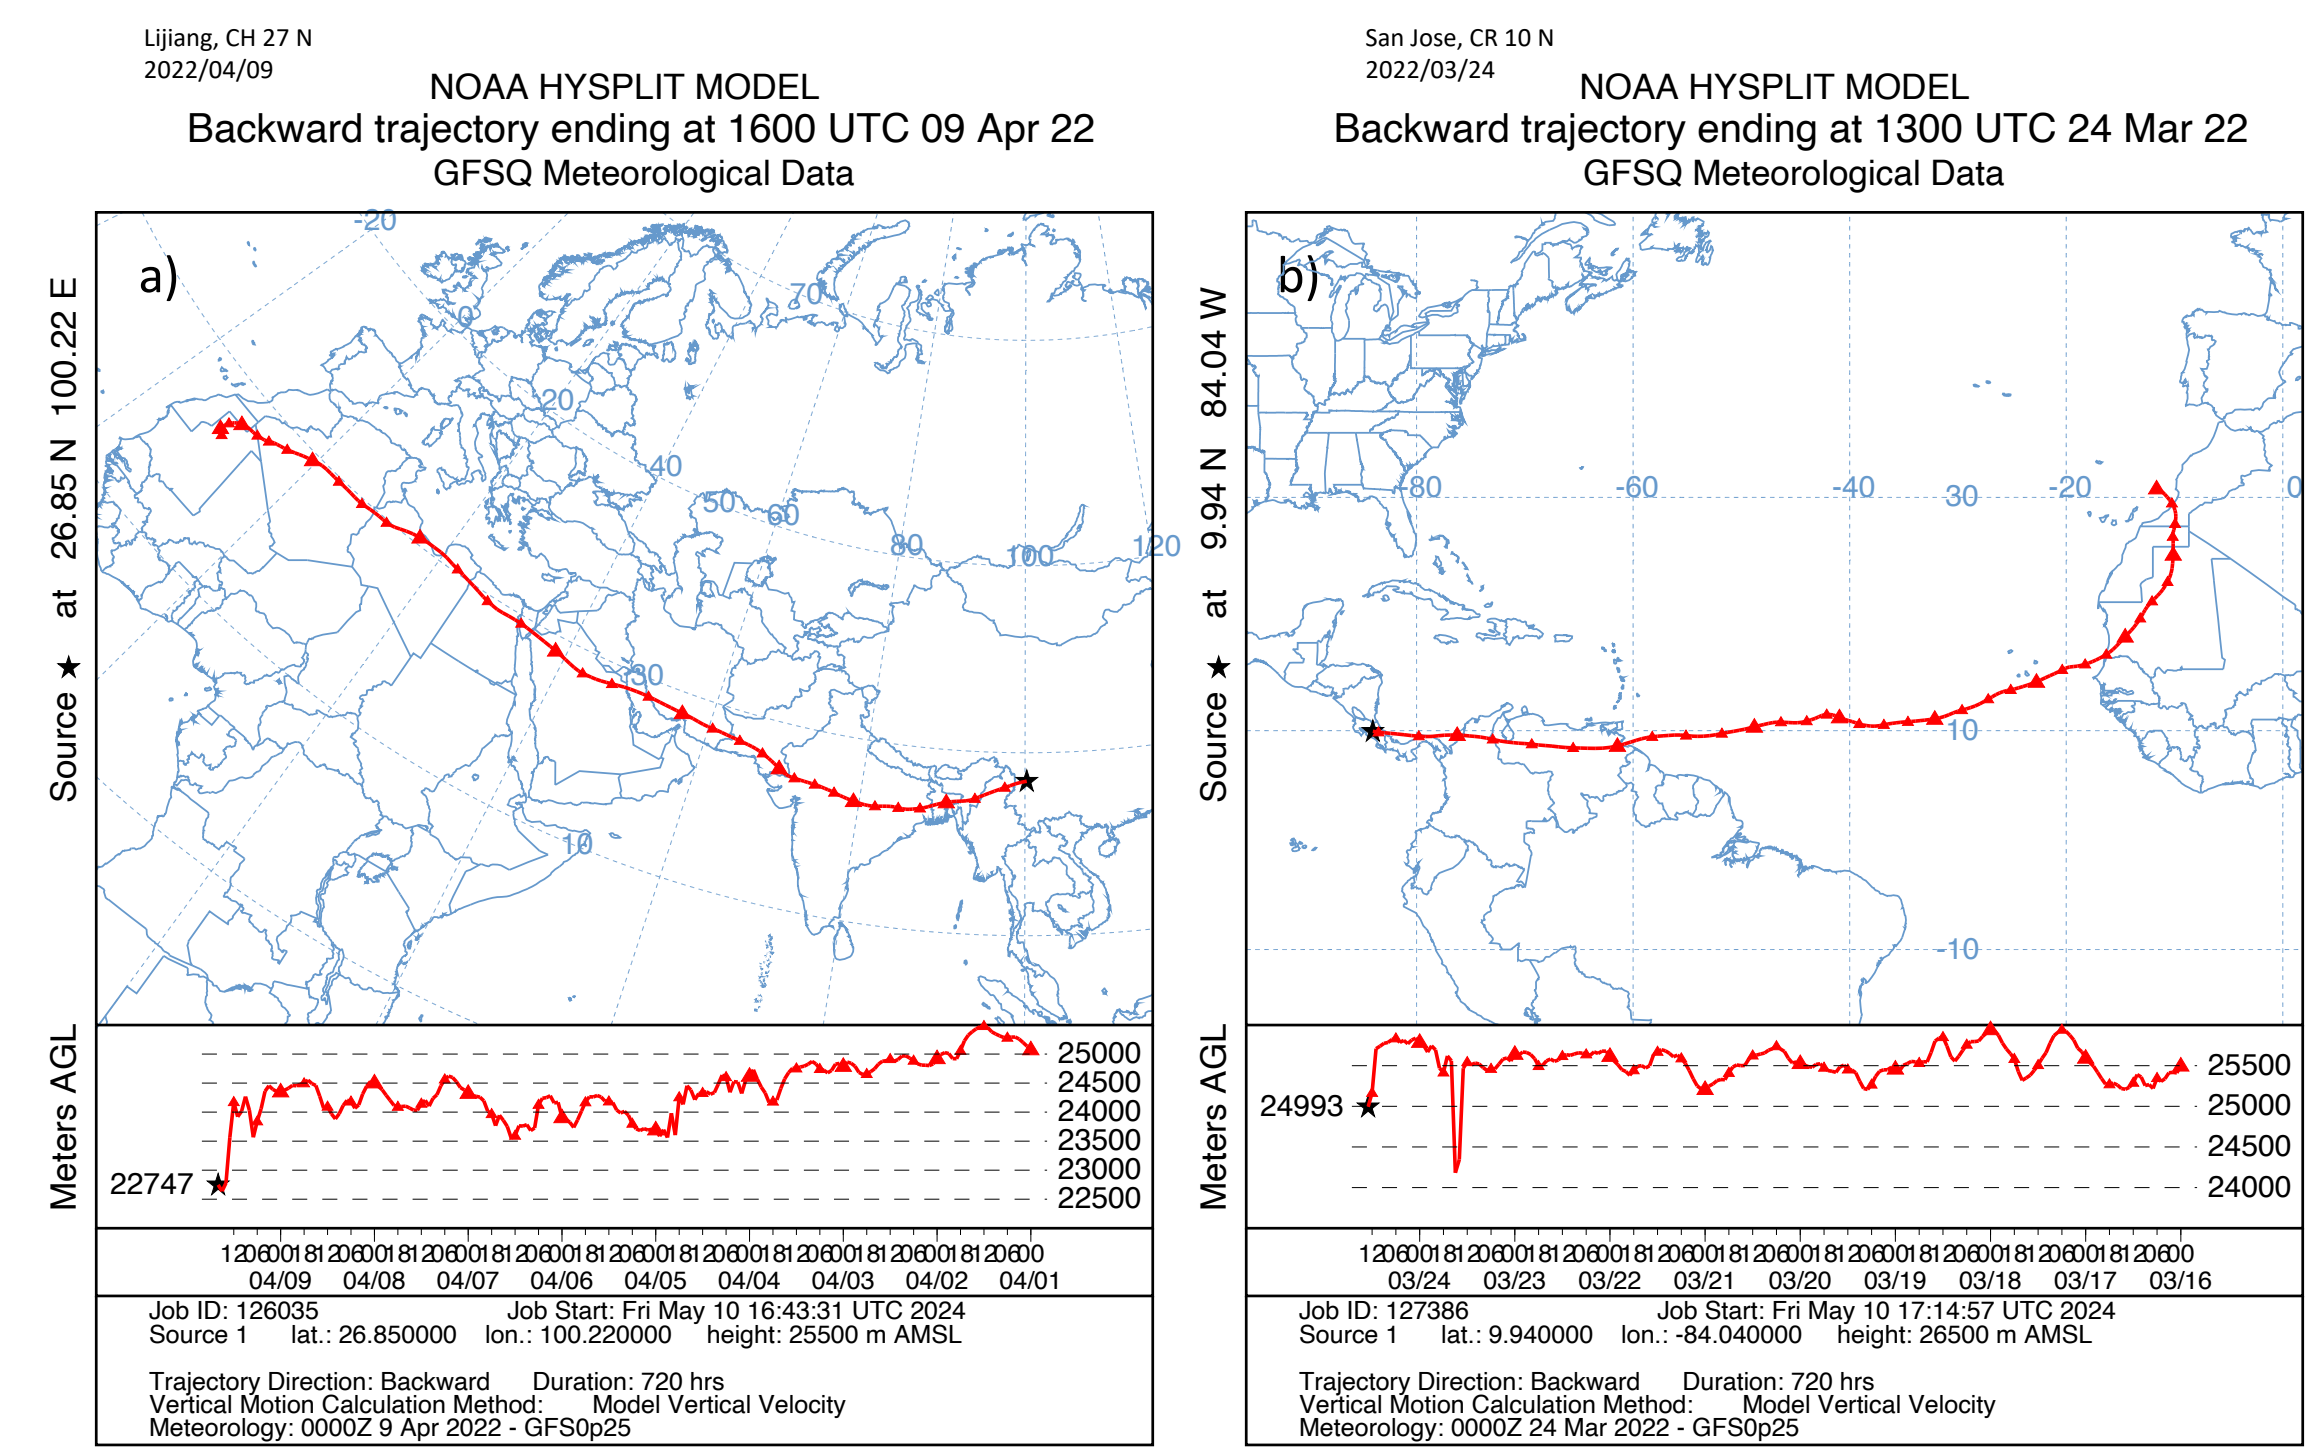 Lijiang, CH 27 N
2022/04/09
NOAA HYSPLIT MODEL
Backward trajectory ending at 1600 UTC 09 Apr 22
GFSQ Meteorological Data
a)
Source ★ at 26.85 N 100.22 E
-20
0
20
40
50
60
70
80
100
120
30
10
Meters AGL
22747
25000
24500
24000
23500
23000
22500
04/09 04/08 04/07 04/06 04/05 04/04 04/03 04/02 04/01
Job ID: 126035 Job Start: Fri May 10 16:43:31 UTC 2024
Source 1 lat.: 26.850000 lon.: 100.220000 height: 25500 m AMSL
Trajectory Direction: Backward Duration: 720 hrs
Vertical Motion Calculation Method: Model Vertical Velocity
Meteorology: 0000Z 9 Apr 2022 - GFS0p25
San Jose, CR 10 N
2022/03/24
NOAA HYSPLIT MODEL
Backward trajectory ending at 1300 UTC 24 Mar 22
GFSQ Meteorological Data
b)
Source ★ at 9.94 N 84.04 W
-80
-60
-40
30
-20
0
10
-10
Meters AGL
24993
25500
25000
24500
24000
03/24 03/23 03/22 03/21 03/20 03/19 03/18 03/17 03/16
Job ID: 127386 Job Start: Fri May 10 17:14:57 UTC 2024
Source 1 lat.: 9.940000 lon.: -84.040000 height: 26500 m AMSL
Trajectory Direction: Backward Duration: 720 hrs
Vertical Motion Calculation Method: Model Vertical Velocity
Meteorology: 0000Z 24 Mar 2022 - GFS0p25